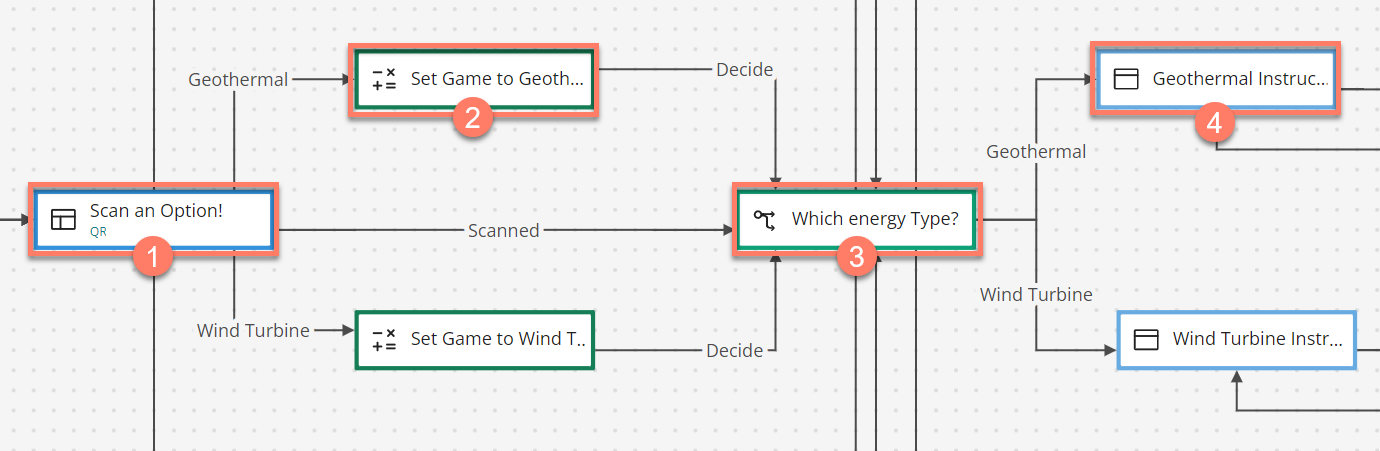 Geothermal
Set Game to Geoth...
2
Decide
Geothermal Instruc...
4
Geothermal
Scan an Option!
QR
1
Scanned
Which energy Type?
3
Wind Turbine
Wind Turbine
Set Game to Wind T..
Decide
Wind Turbine Instr...